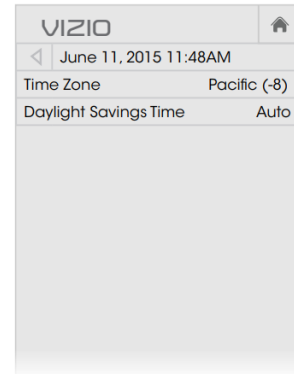 VIZIO
June 11, 2015 11:48AM
Time Zone Pacific (-8)
Daylight Savings Time Auto